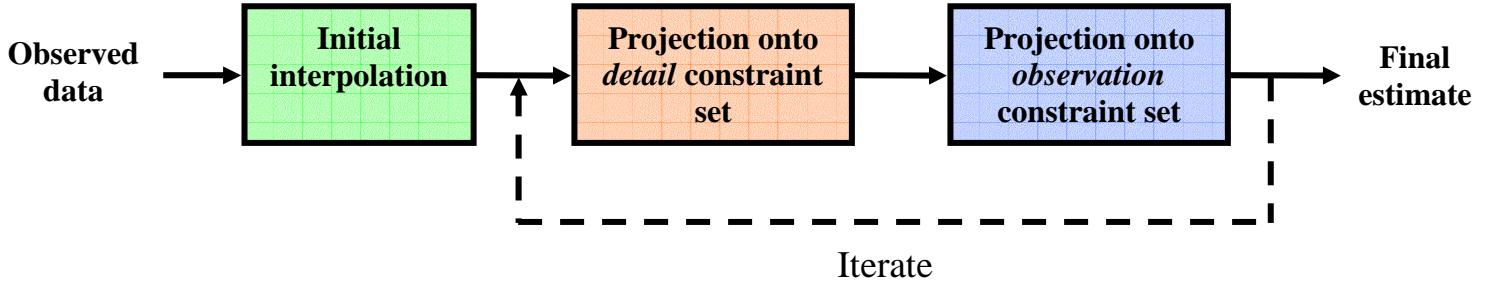 Observed
data
Initial
interpolation
Projection onto
detail constraint
set
Projection onto
observation
constraint set
Final
estimate
Iterate